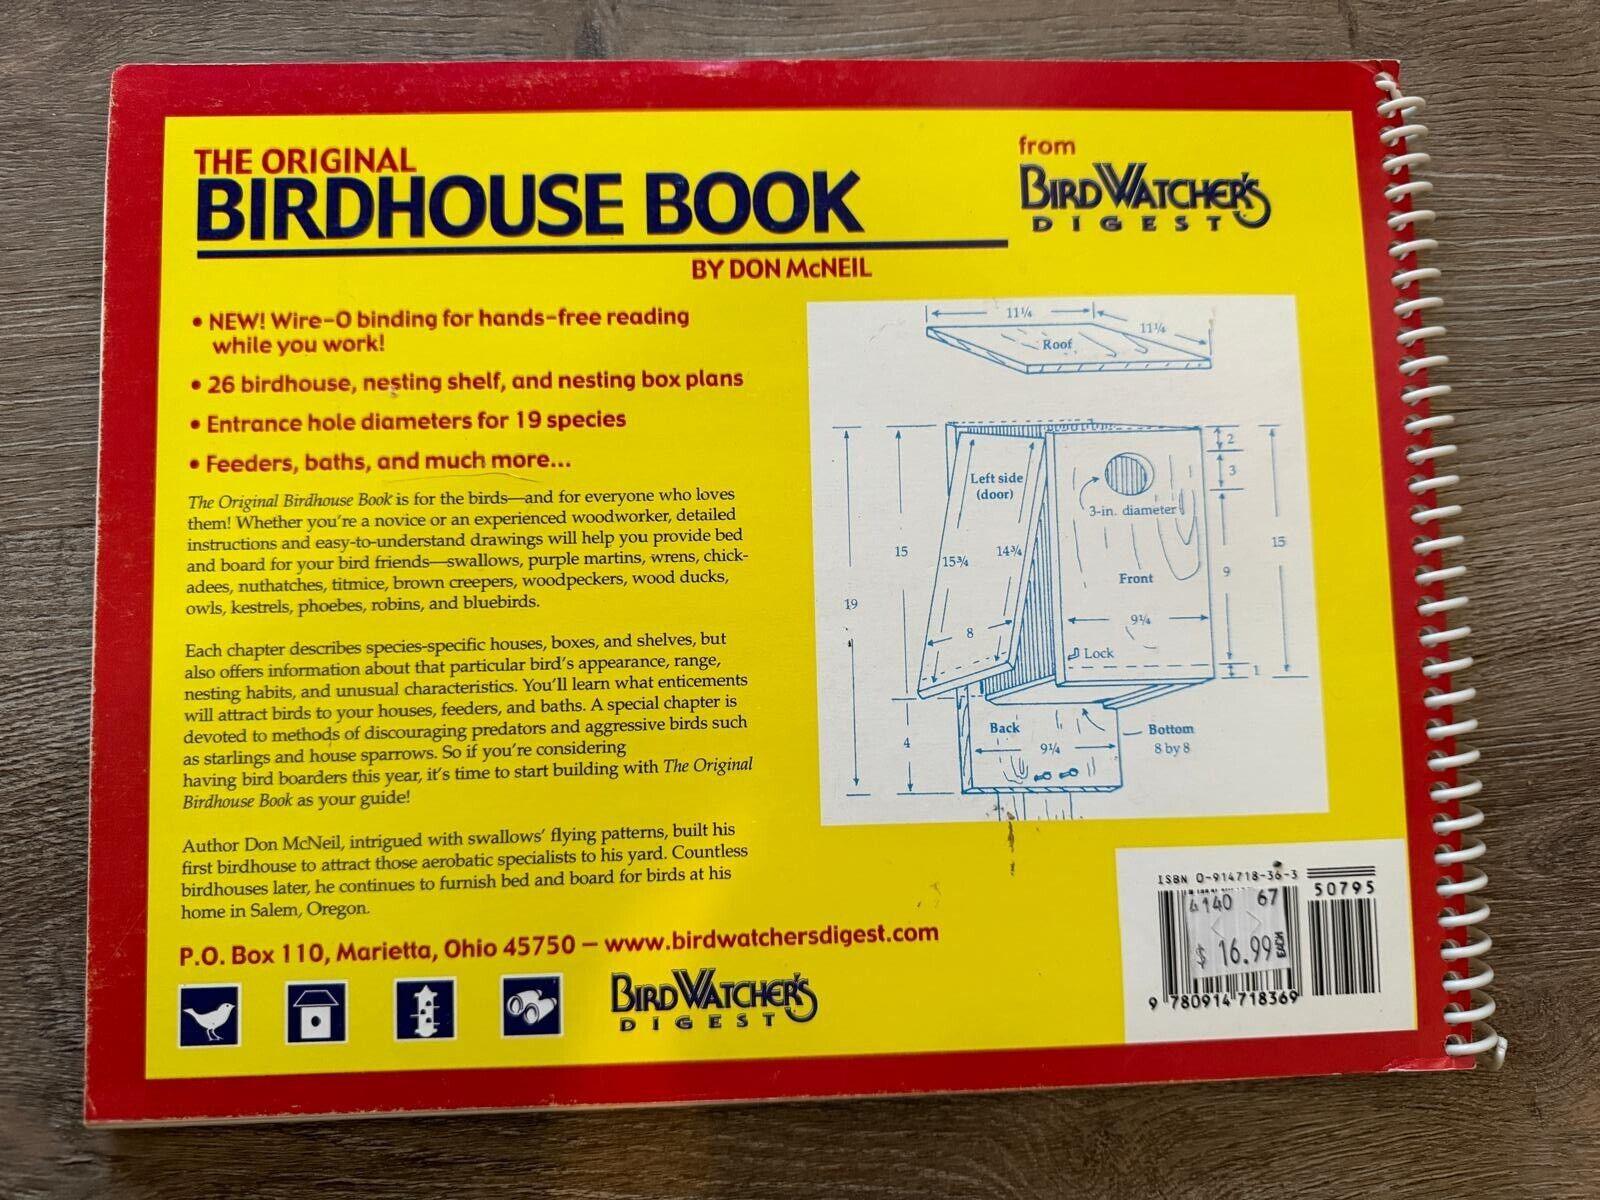 THE ORIGINAL
BIRDHOUSE BOOK
BY DON McNEIL
from
BIRD WATCHER'S
DIGEST
• NEW! Wire-O binding for hands-free reading
while you work!
• 26 birdhouse, nesting shelf, and nesting box plans
• Entrance hole diameters for 19 species
• Feeders, baths, and much more...
The Original Birdhouse Book is for the birds—and for everyone who loves
them! Whether you're a novice or an experienced woodworker, detailed
instructions and easy-to-understand drawings will help you provide bed
and board for your bird friends—swallows, purple martins, wrens, chick-
adees, nuthatches, titmice, brown creepers, woodpeckers, wood ducks,
owls, kestrels, phoebes, robins, and bluebirds.
Each chapter describes species-specific houses, boxes, and shelves, but
also offers information about that particular bird's appearance, range,
nesting habits, and unusual characteristics. You'll learn what enticements
will attract birds to your houses, feeders, and baths. A special chapter is
devoted to methods of discouraging predators and aggressive birds such
as starlings and house sparrows. So if you're considering
having bird boarders this year, it's time to start building with The Original
Birdhouse Book as your guide!
Author Don McNeil, intrigued with swallows' flying patterns, built his
first birdhouse to attract those aerobatic specialists to his yard. Countless
birdhouses later, he continues to furnish bed and board for birds at his
home in Salem, Oregon.
P.O. Box 110, Marietta, Ohio 45750 – www.birdwatchersdigest.com
BIRD WATCHER'S
DIGEST
11¼
11¼
Roof
2
3
Left side
(door)
3-in. diameter
15
15¾
14¾
15
Front
9
19
9¼
8
Lock
1
Back
Bottom
4
9¼
8 by 8
ISBN 0-914718-36-3
50795
4140 67
$ 16.99 EACH
9 780914 718369